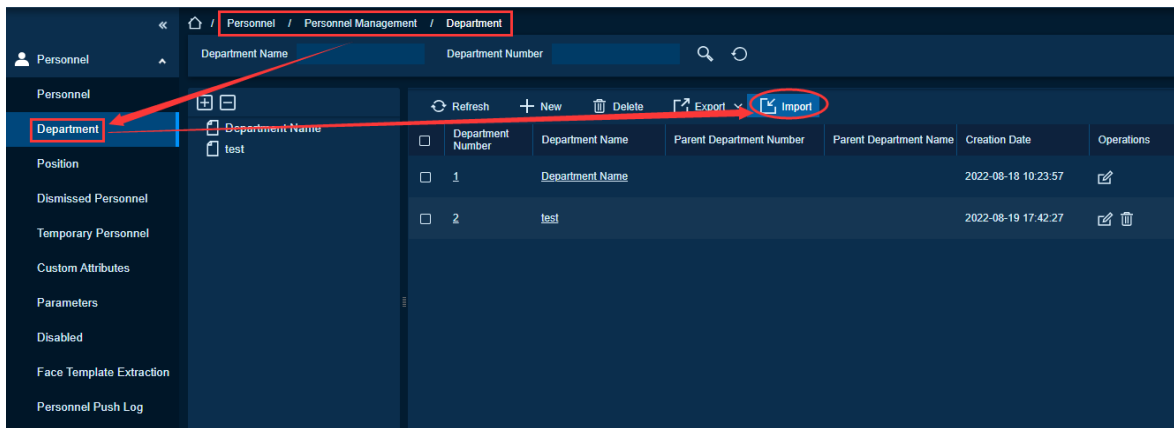 « / Personnel / Personnel Management / Department
Personnel
Department Name
Department Number
Personnel
Department
Position
Dismissed Personnel
Temporary Personnel
Custom Attributes
Parameters
Disabled
Face Template Extraction
Personnel Push Log
Department Name
test
Refresh New Delete Export Import
Department Number Department Name Parent Department Number Parent Department Name Creation Date Operations
1 Department Name 2022-08-18 10:23:57
2 test 2022-08-19 17:42:27